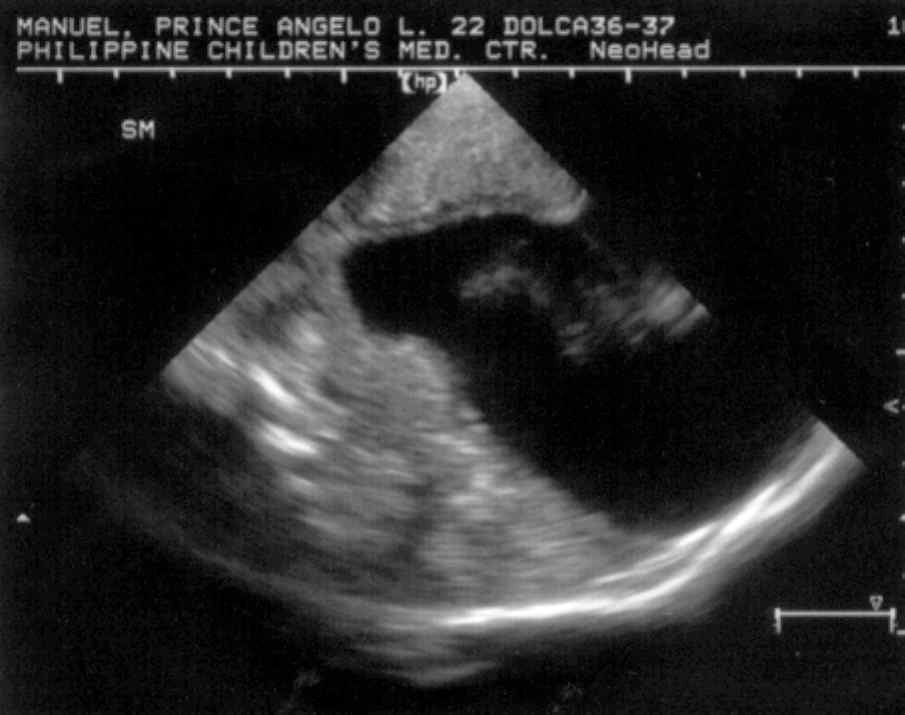 MANUEL, PRINCE ANGELO L. 22 DOLCA36-37
PHILIPPINE CHILDREN'S MED. CTR. NeoHead
(hp)
SM